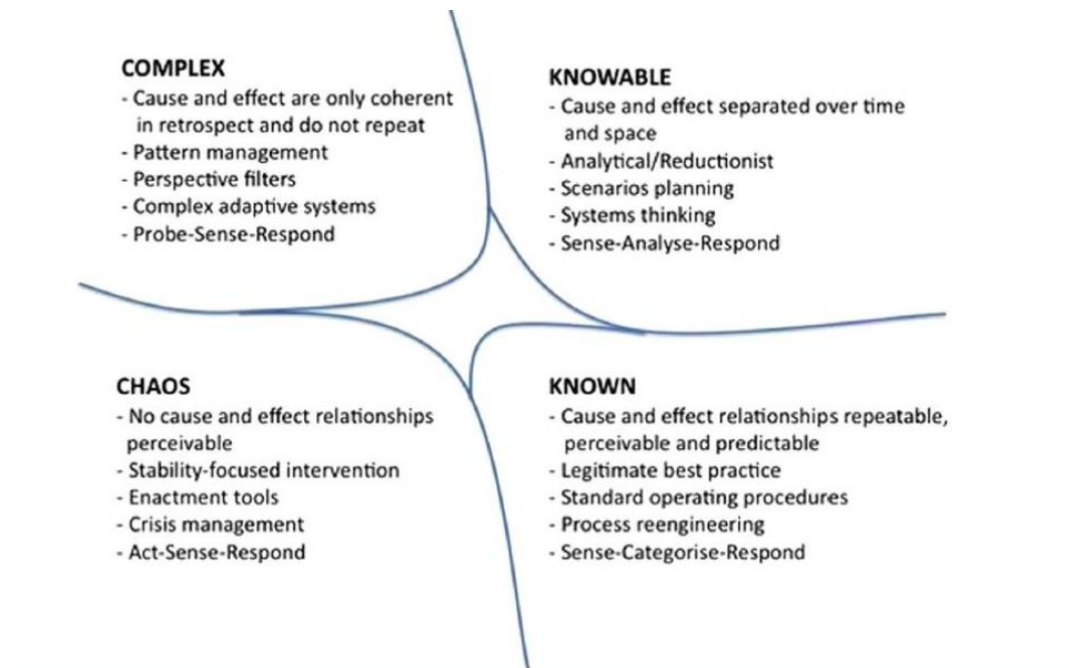 COMPLEX
- Cause and effect are only coherent
in retrospect and do not repeat
- Pattern management
- Perspective filters
- Complex adaptive systems
- Probe-Sense-Respond
KNOWABLE
- Cause and effect separated over time
and space
- Analytical/Reductionist
- Scenarios planning
- Systems thinking
- Sense-Analyse-Respond
CHAOS
- No cause and effect relationships
perceivable
- Stability-focused intervention
- Enactment tools
- Crisis management
- Act-Sense-Respond
KNOWN
- Cause and effect relationships repeatable,
perceivable and predictable
- Legitimate best practice
- Standard operating procedures
- Process reengineering
- Sense-Categorise-Respond